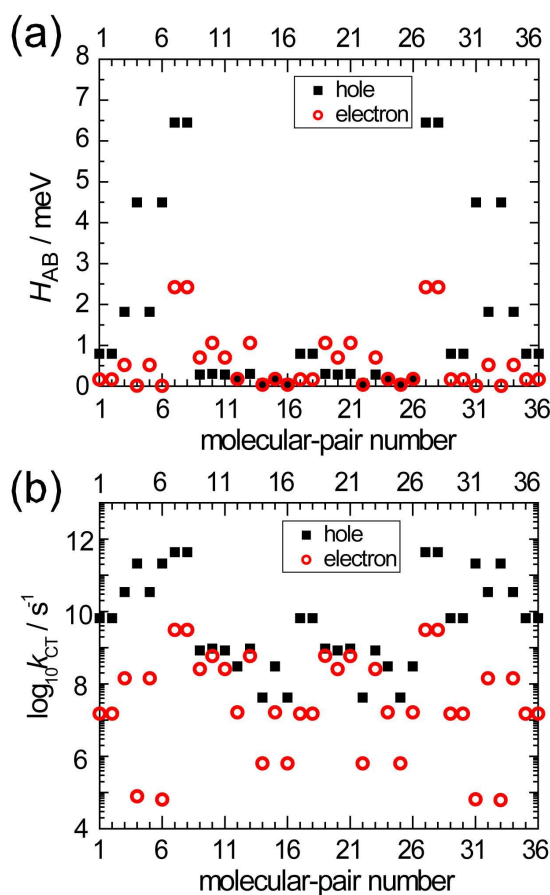 (a)
1 6 11 16 21 26 31 36
8
7
6
5
4
3
2
1
0
H_AB / meV
hole
electron
1 6 11 16 21 26 31 36
molecular-pair number
(b)
1 6 11 16 21 26 31 36
12
10
8
6
4
log₁₀k_CT / s⁻¹
hole
electron
1 6 11 16 21 26 31 36
molecular-pair number